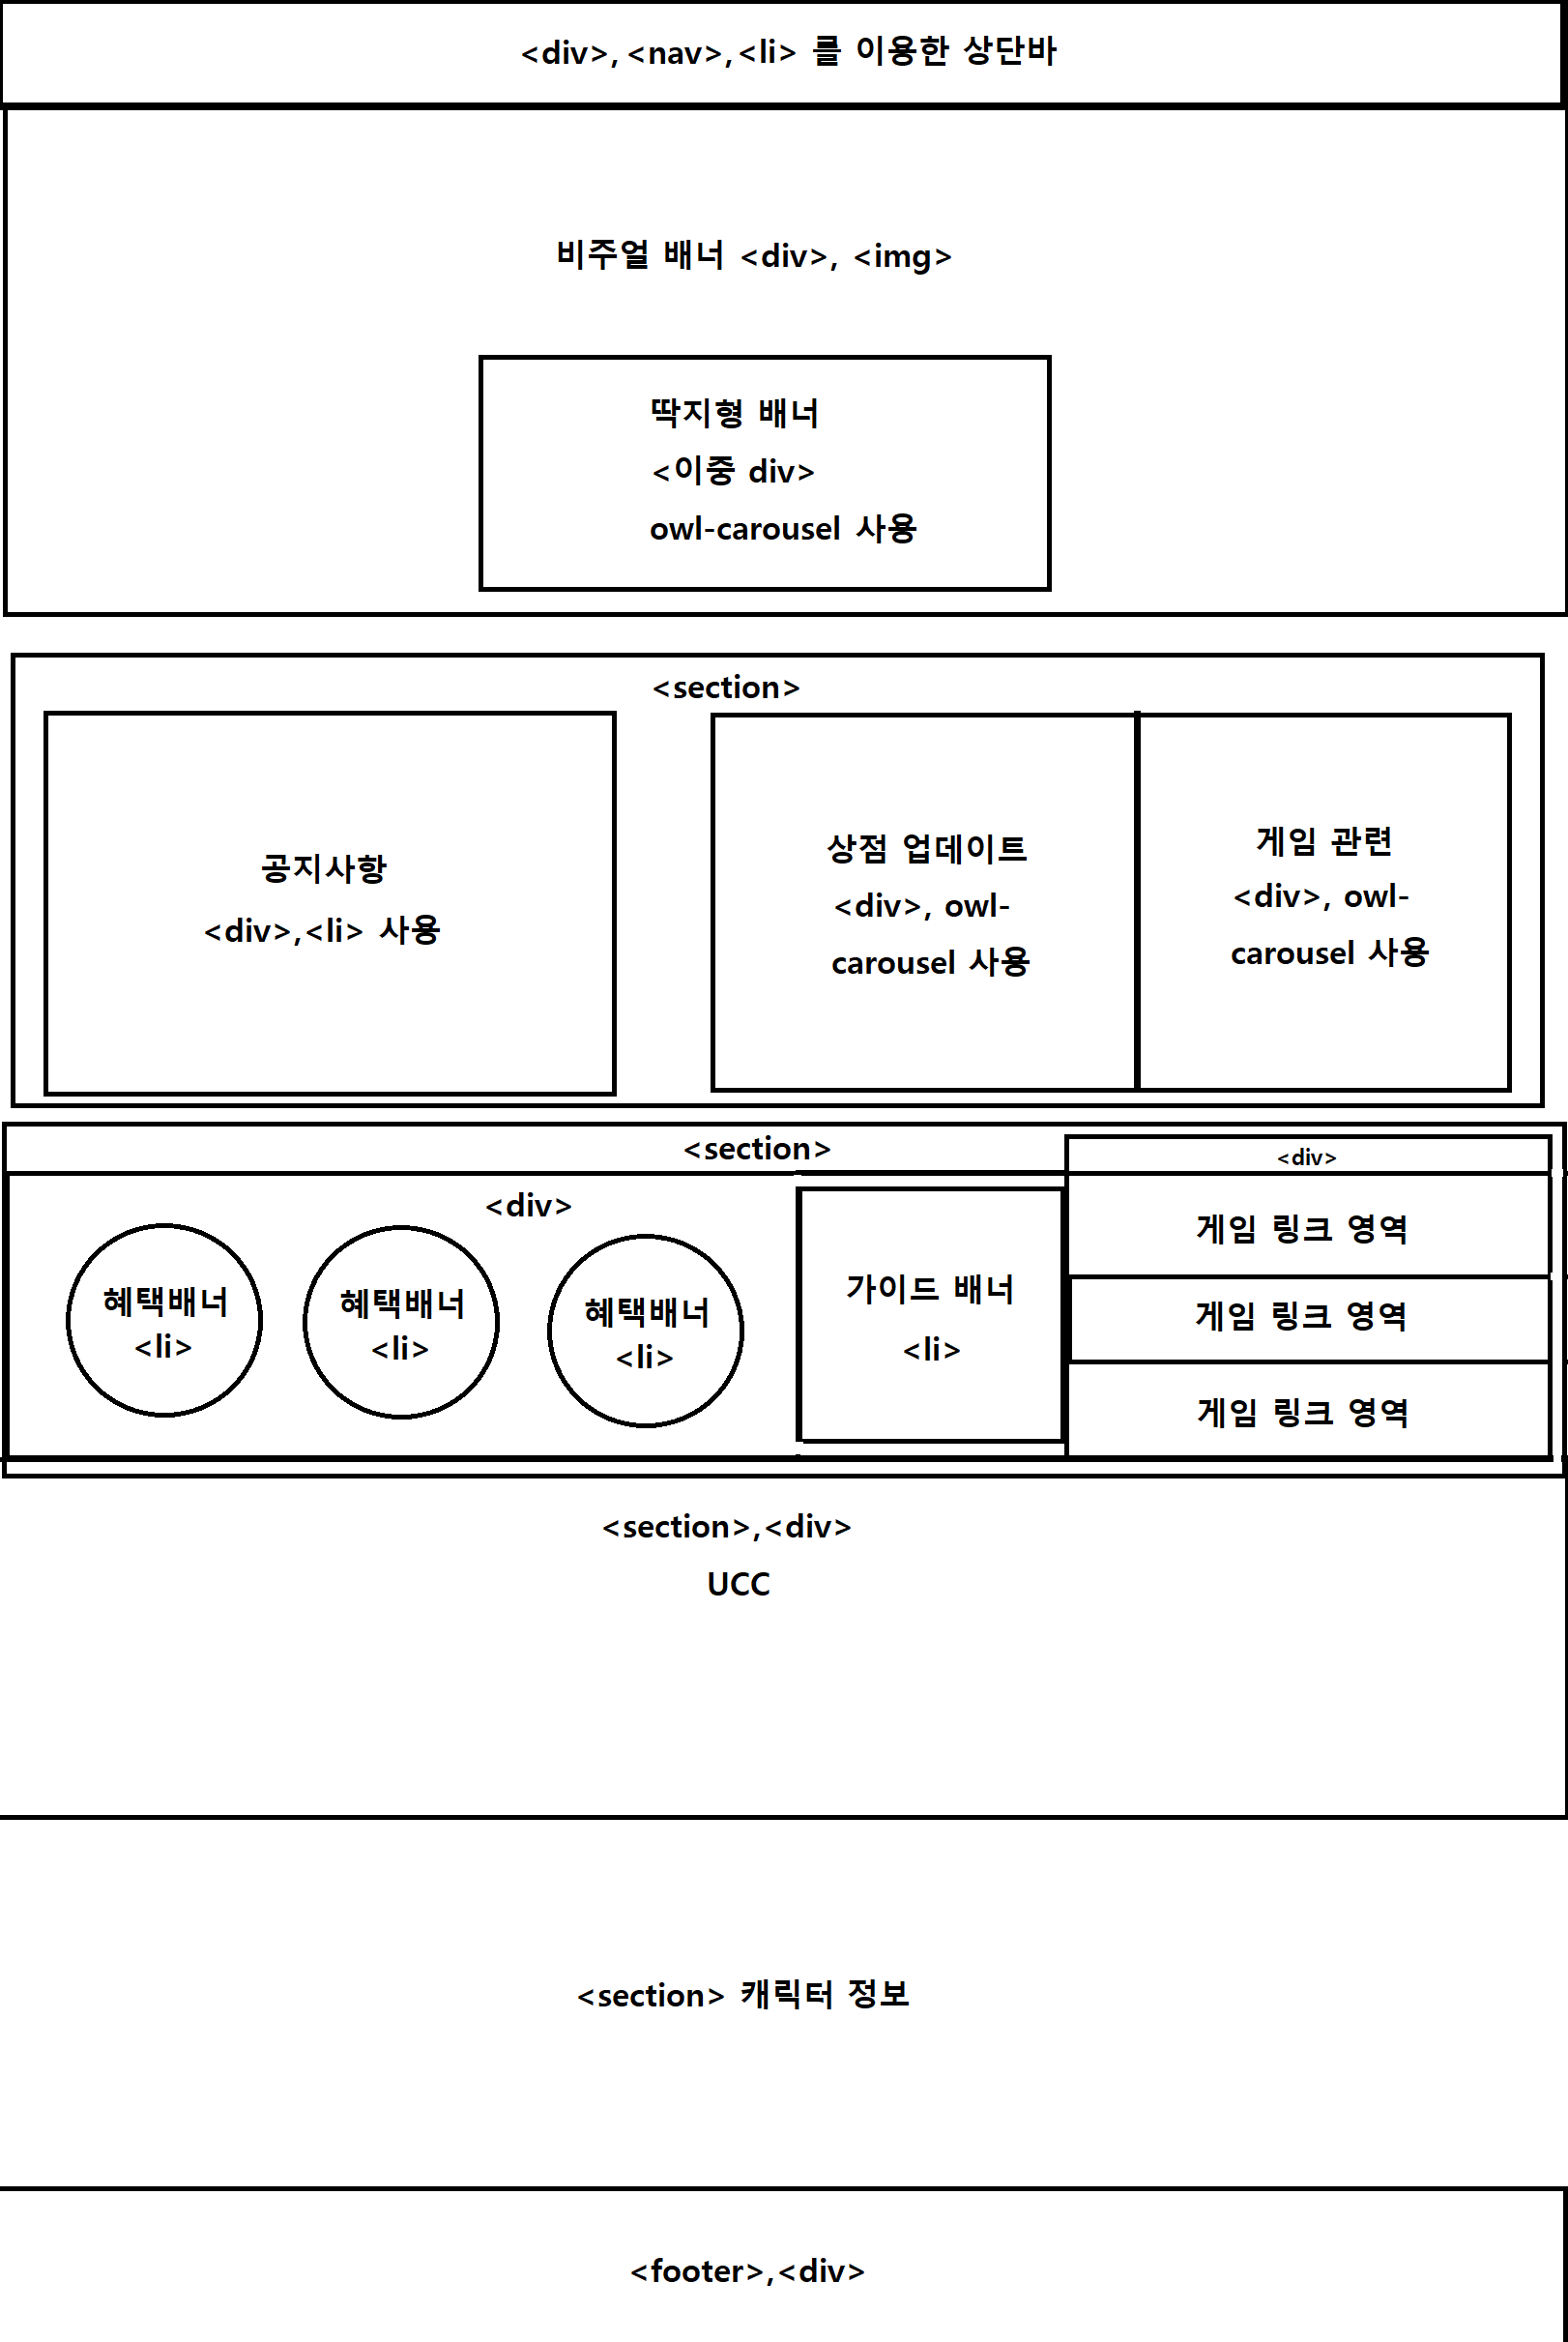 <div>, <nav>,<li> 를 이용한 상단바
비주얼 배너 <div>, <img>
딱지형 배너
<이중 div>
owl-carousel 사용
<section>
공지사항
<div>,<li> 사용
상점 업데이트
<div>, owl-
carousel 사용
게임 관련
<div>, owl-
carousel 사용
<section>
<div>
<div>
혜택배너
<li>
혜택배너
<li>
혜택배너
<li>
가이드 배너
<li>
게임 링크 영역
게임 링크 영역
게임 링크 영역
<section>,<div>
UCC
<section> 캐릭터 정보
<footer>,<div>